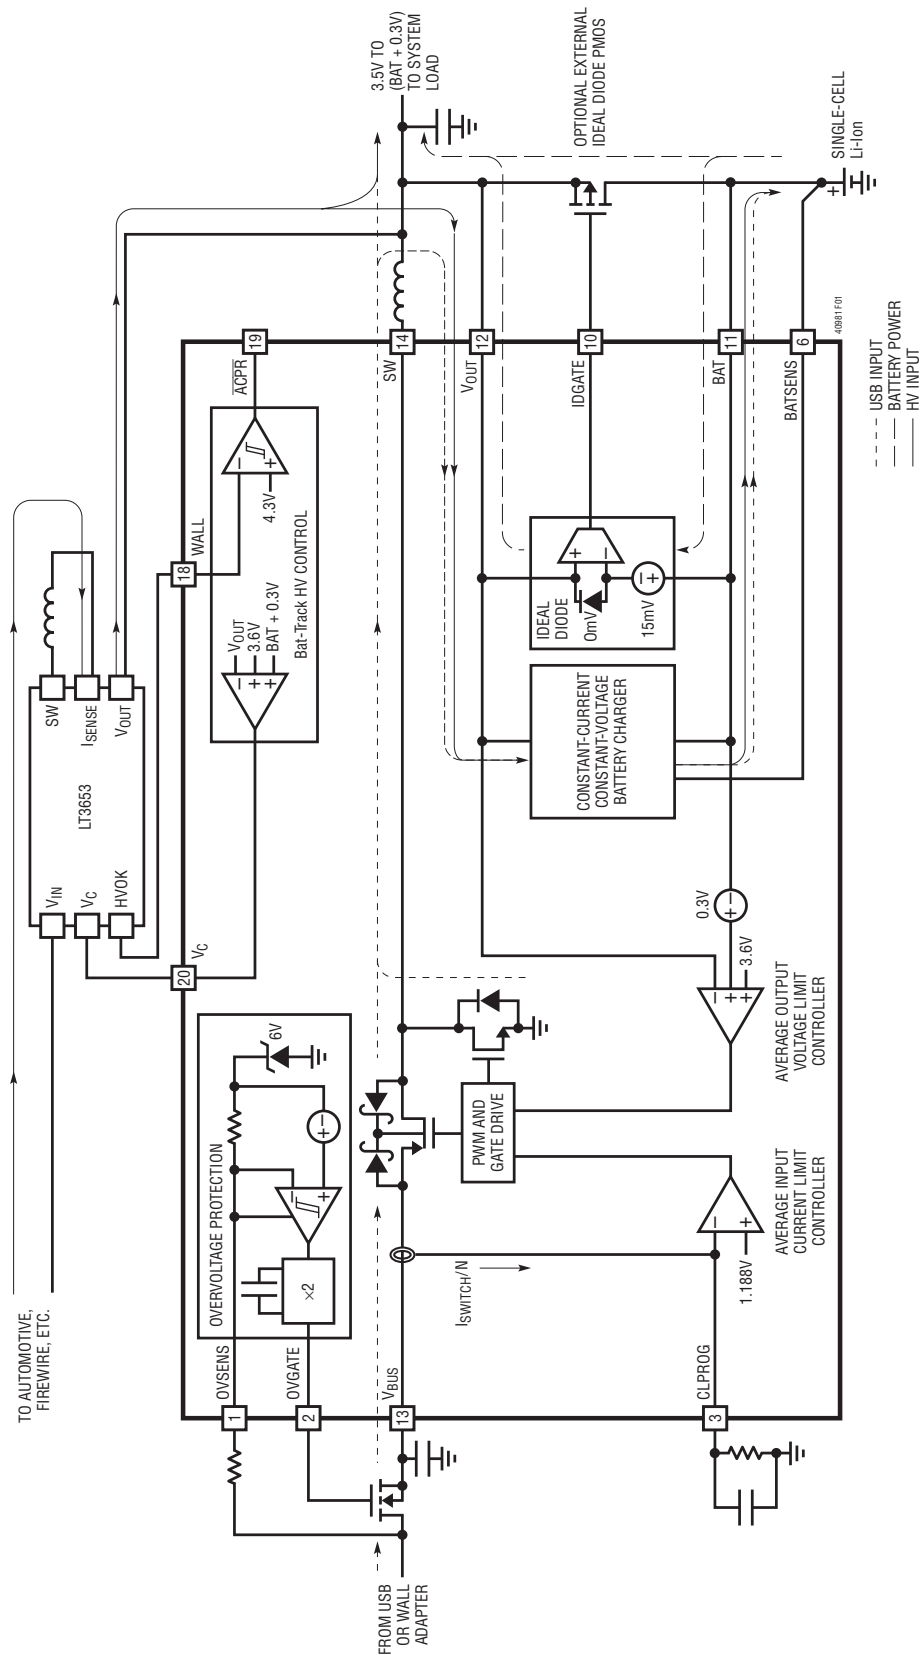 TO AUTOMOTIVE,
FIREWIRE, ETC.
VIN
VC
HVOK
LT3653
SW
ISENSE
VOUT
20
VC
18
WALL
OVERVOLTAGE PROTECTION
6V
×2
VOUT
3.6V
BAT + 0.3V
Bat-Track HV CONTROL
4.3V
ACPR
19
1
OVSENS
2
OVGATE
13
VBUS
FROM USB
OR WALL
ADAPTER
ISWITCH/N
PWM AND
GATE DRIVE
SW
14
3.5V TO
(BAT + 0.3V)
TO SYSTEM
LOAD
VOUT
12
IDEAL
DIODE
0mV
15mV
IDGATE
10
OPTIONAL EXTERNAL
IDEAL DIODE PMOS
CONSTANT-CURRENT
CONSTANT-VOLTAGE
BATTERY CHARGER
0.3V
3.6V
BAT
11
BATSENS
6
SINGLE-CELL
Li-Ion
3
CLPROG
1.188V
AVERAGE INPUT
CURRENT LIMIT
CONTROLLER
AVERAGE OUTPUT
VOLTAGE LIMIT
CONTROLLER
40981 F01
USB INPUT
BATTERY POWER
HV INPUT